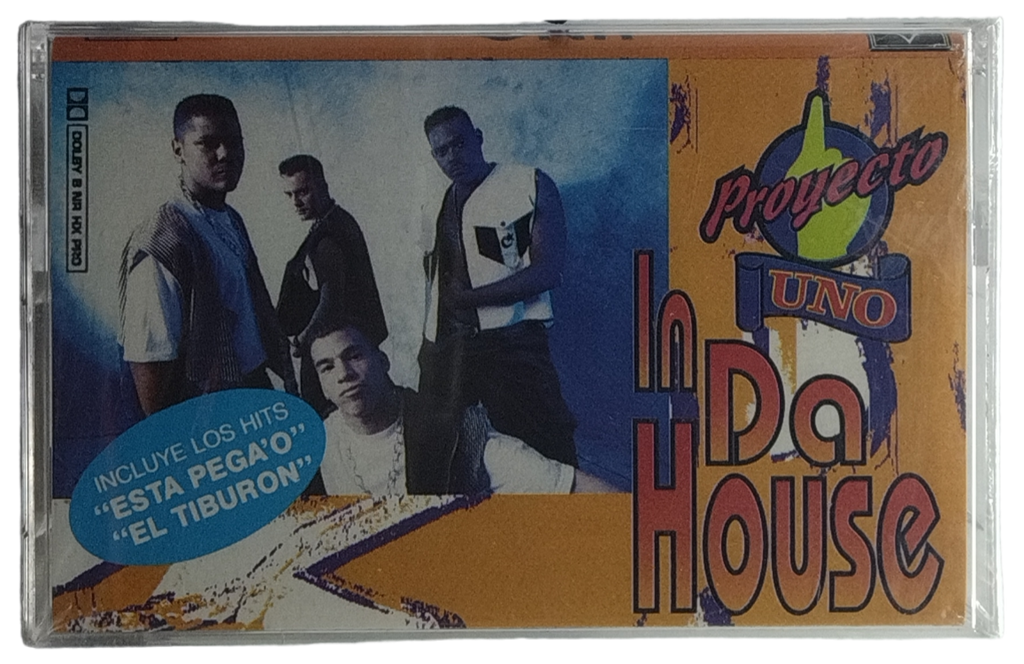 DOLBY B NR HX PRO
Proyecto
UNO
In
Da
House
INCLUYE LOS HITS
"ESTA PEGA'O"
"EL TIBURON"